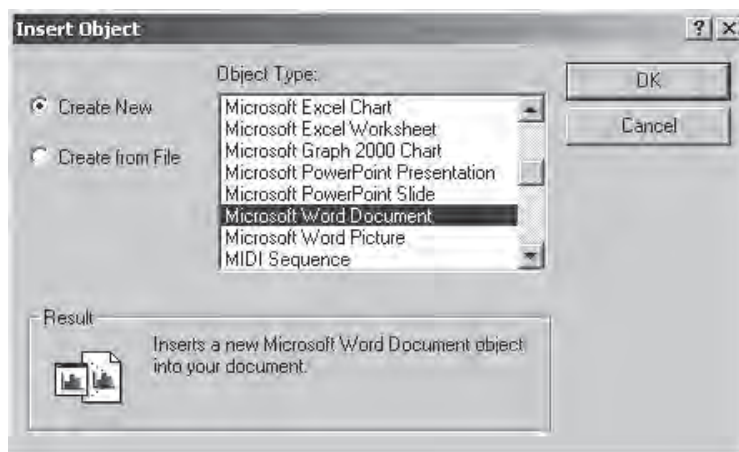 Insert Object
Object Type:
Create New
Create from File
Microsoft Excel Chart
Microsoft Excel Worksheet
Microsoft Graph 2000 Chart
Microsoft PowerPoint Presentation
Microsoft PowerPoint Slide
Microsoft Word Document
Microsoft Word Picture
MIDI Sequence
OK
Cancel
Result
Inserts a new Microsoft Word Document object
into your document.